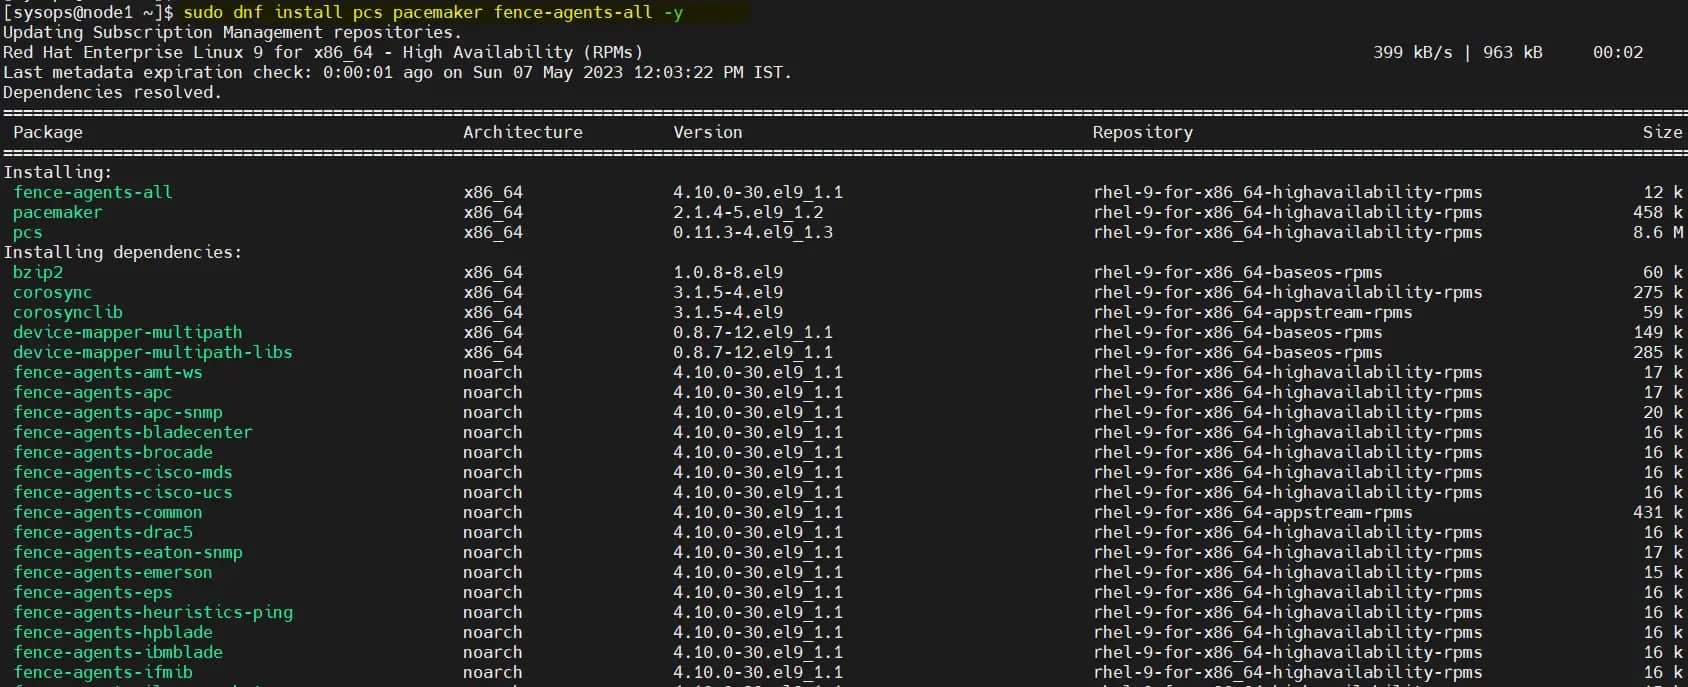 [sysops@node1 ~]$ sudo dnf install pcs pacemaker fence-agents-all -y
Updating Subscription Management repositories.
Red Hat Enterprise Linux 9 for x86_64 - High Availability (RPMs) 399 kB/s | 963 kB 00:02
Last metadata expiration check: 0:00:01 ago on Sun 07 May 2023 12:03:22 PM IST.
Dependencies resolved.
Package Architecture Version Repository Size
Installing:
fence-agents-all x86_64 4.10.0-30.el9_1.1 rhel-9-for-x86_64-highavailability-rpms 12 k
pacemaker x86_64 2.1.4-5.el9_1.2 rhel-9-for-x86_64-highavailability-rpms 458 k
pcs x86_64 0.11.3-4.el9_1.3 rhel-9-for-x86_64-highavailability-rpms 8.6 M
Installing dependencies:
bzip2 x86_64 1.0.8-8.el9 rhel-9-for-x86_64-baseos-rpms 60 k
corosync x86_64 3.1.5-4.el9 rhel-9-for-x86_64-highavailability-rpms 275 k
corosynclib x86_64 3.1.5-4.el9 rhel-9-for-x86_64-appstream-rpms 59 k
device-mapper-multipath x86_64 0.8.7-12.el9_1.1 rhel-9-for-x86_64-baseos-rpms 149 k
device-mapper-multipath-libs x86_64 0.8.7-12.el9_1.1 rhel-9-for-x86_64-baseos-rpms 285 k
fence-agents-amt-ws noarch 4.10.0-30.el9_1.1 rhel-9-for-x86_64-highavailability-rpms 17 k
fence-agents-apc noarch 4.10.0-30.el9_1.1 rhel-9-for-x86_64-highavailability-rpms 17 k
fence-agents-apc-snmp noarch 4.10.0-30.el9_1.1 rhel-9-for-x86_64-highavailability-rpms 20 k
fence-agents-bladecenter noarch 4.10.0-30.el9_1.1 rhel-9-for-x86_64-highavailability-rpms 16 k
fence-agents-brocade noarch 4.10.0-30.el9_1.1 rhel-9-for-x86_64-highavailability-rpms 16 k
fence-agents-cisco-mds noarch 4.10.0-30.el9_1.1 rhel-9-for-x86_64-highavailability-rpms 16 k
fence-agents-cisco-ucs noarch 4.10.0-30.el9_1.1 rhel-9-for-x86_64-highavailability-rpms 16 k
fence-agents-common noarch 4.10.0-30.el9_1.1 rhel-9-for-x86_64-appstream-rpms 431 k
fence-agents-drac5 noarch 4.10.0-30.el9_1.1 rhel-9-for-x86_64-highavailability-rpms 16 k
fence-agents-eaton-snmp noarch 4.10.0-30.el9_1.1 rhel-9-for-x86_64-highavailability-rpms 17 k
fence-agents-emerson noarch 4.10.0-30.el9_1.1 rhel-9-for-x86_64-highavailability-rpms 15 k
fence-agents-eps noarch 4.10.0-30.el9_1.1 rhel-9-for-x86_64-highavailability-rpms 16 k
fence-agents-heuristics-ping noarch 4.10.0-30.el9_1.1 rhel-9-for-x86_64-highavailability-rpms 16 k
fence-agents-hpblade noarch 4.10.0-30.el9_1.1 rhel-9-for-x86_64-highavailability-rpms 16 k
fence-agents-ibmblade noarch 4.10.0-30.el9_1.1 rhel-9-for-x86_64-highavailability-rpms 16 k
fence-agents-ifmib noarch 4.10.0-30.el9_1.1 rhel-9-for-x86_64-highavailability-rpms 16 k